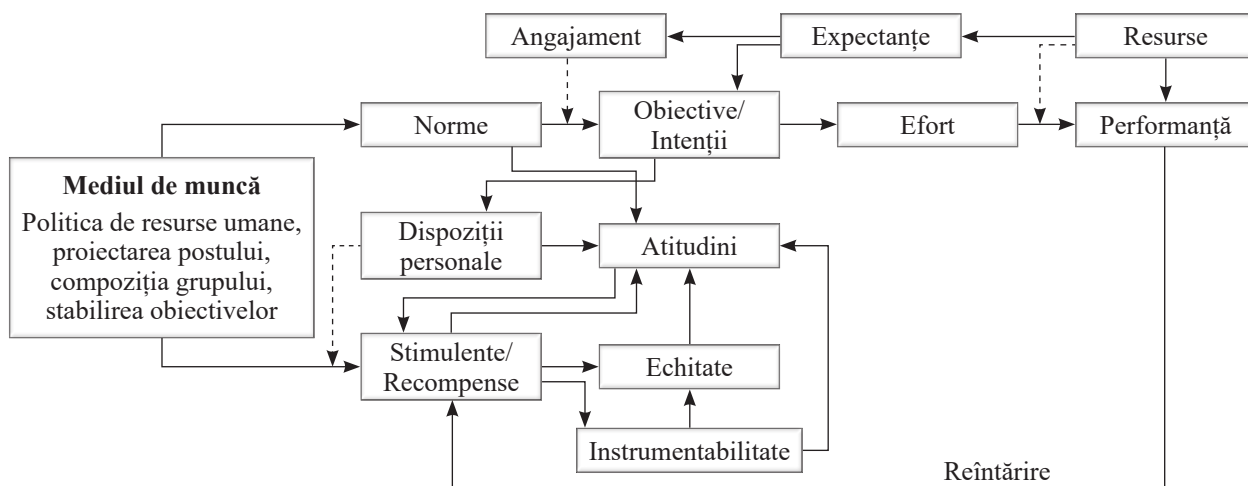 Angajament
Expectanțe
Resurse
Norme
Obiective/
Intenții
Efort
Performanță
Mediul de muncă
Politica de resurse umane,
proiectarea postului,
compoziția grupului,
stabilirea obiectivelor
Dispoziții
personale
Atitudini
Stimulente/
Recompense
Echitate
Instrumentabilitate
Reîntărire